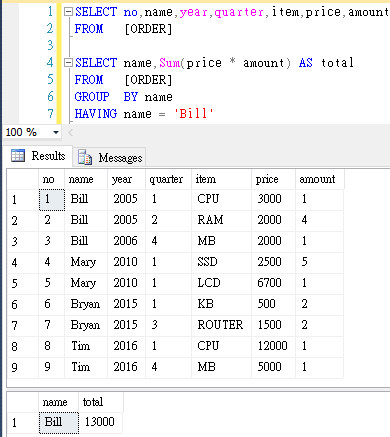 1 SELECT no,name,year,quarter,item,price,amount
2 FROM [ORDER]
3
4 SELECT name,Sum(price * amount) AS total
5 FROM [ORDER]
6 GROUP BY name
7 HAVING name = 'Bill'
100 %
Results Messages
no name year quarter item price amount
1 1 Bill 2005 1 CPU 3000 1
2 2 Bill 2005 2 RAM 2000 4
3 3 Bill 2006 4 MB 2000 1
4 4 Mary 2010 1 SSD 2500 5
5 5 Mary 2010 1 LCD 6700 1
6 6 Bryan 2015 1 KB 500 2
7 7 Bryan 2015 3 ROUTER 1500 2
8 8 Tim 2016 1 CPU 12000 1
9 9 Tim 2016 4 MB 5000 1
name total
1 Bill 13000